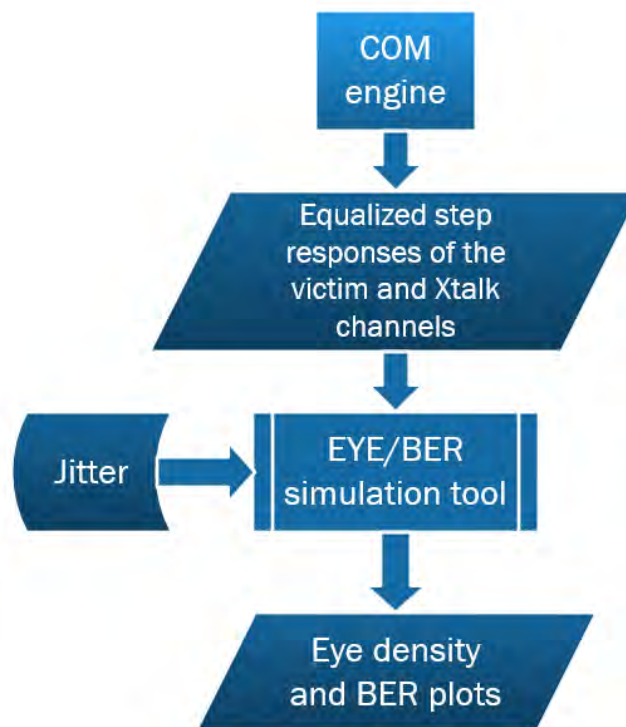 COM
engine
Equalized step
responses of the
victim and Xtalk
channels
Jitter
EYE/BER
simulation tool
Eye density
and BER plots